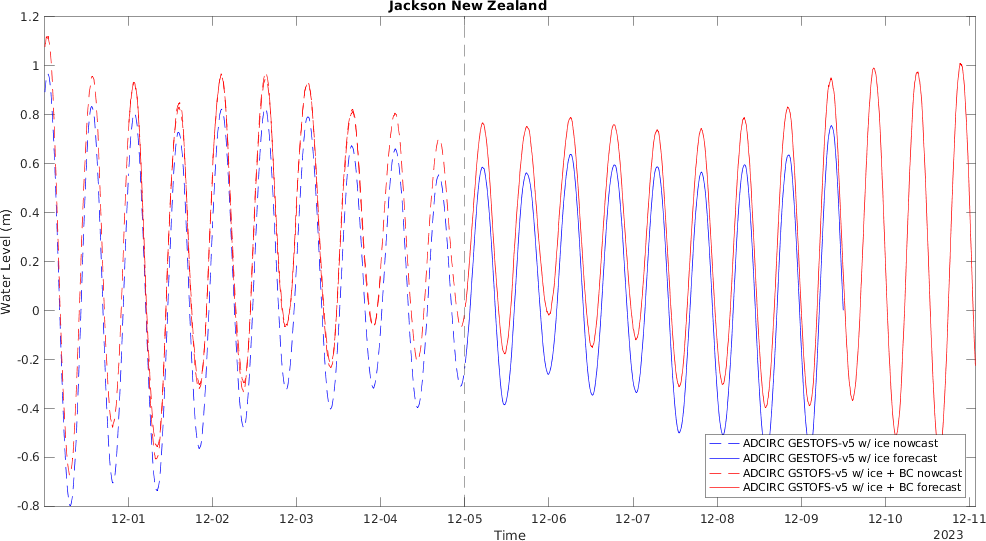 Jackson New Zealand
Water Level (m)
1.2
1
0.8
0.6
0.4
0.2
0
-0.2
-0.4
-0.6
-0.8
ADCIRC GESTOFS-v5 w/ ice nowcast
ADCIRC GESTOFS-v5 w/ ice forecast
ADCIRC GSTOFS-v5 w/ ice + BC nowcast
ADCIRC GSTOFS-v5 w/ ice + BC forecast
12-01 12-02 12-03 12-04 12-05 12-06 12-07 12-08 12-09 12-10 12-11
Time
2023